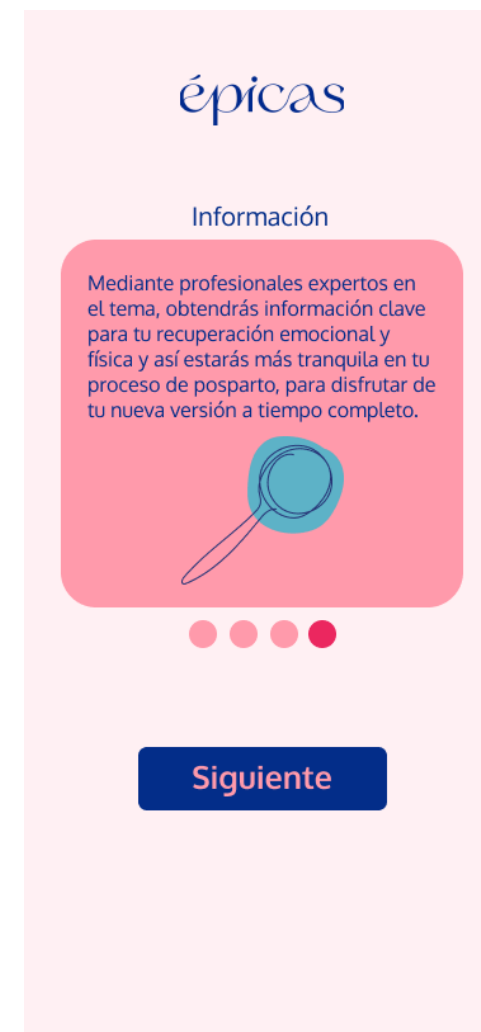 épicas
Información
Mediante profesionales expertos en
el tema, obtendrás información clave
para tu recuperación emocional y
física y así estarás más tranquila en tu
proceso de posparto, para disfrutar de
tu nueva versión a tiempo completo.
Siguiente